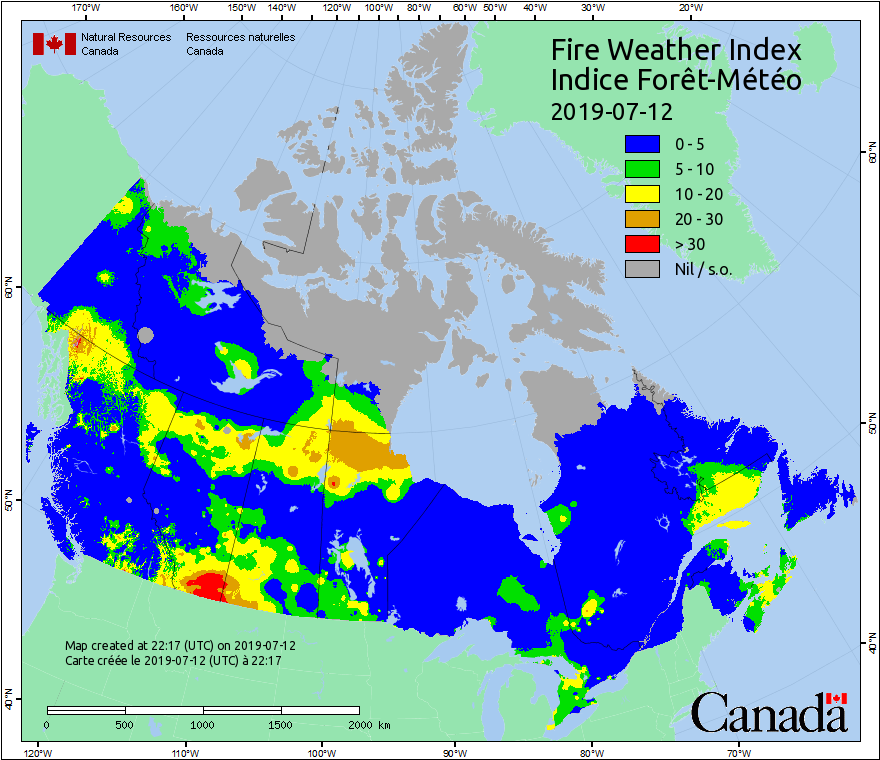 170°W 160°W 150°W 140°W 120°W 100°W 80°W 60°W 50°W 40°W 30°W 20°W
Natural Resources Canada
Ressources naturelles Canada
Fire Weather Index
Indice Forêt-Météo
2019-07-12
0 - 5
5 - 10
10 - 20
20 - 30
> 30
Nil / s.o.
60°N
50°N
40°N
60°N
50°N
40°N
Map created at 22:17 (UTC) on 2019-07-12
Carte créée le 2019-07-12 (UTC) à 22:17
0 500 1000 1500 2000 km
Canada
120°W 110°W 100°W 90°W 80°W 70°W